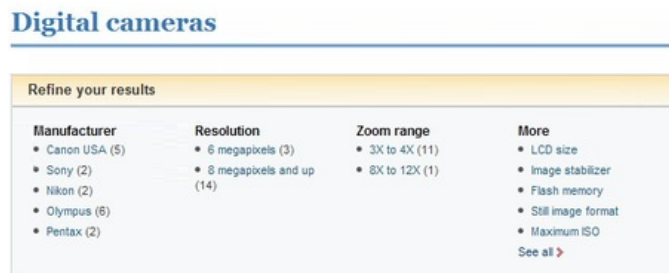 Digital cameras
Refine your results
Manufacturer
Canon USA (5)
Sony (2)
Nikon (2)
Olympus (6)
Pentax (2)
Resolution
6 megapixels (3)
8 megapixels and up
(14)
Zoom range
3X to 4X (11)
8X to 12X (1)
More
LCD size
Image stabilizer
Flash memory
Still image format
Maximum ISO
See all